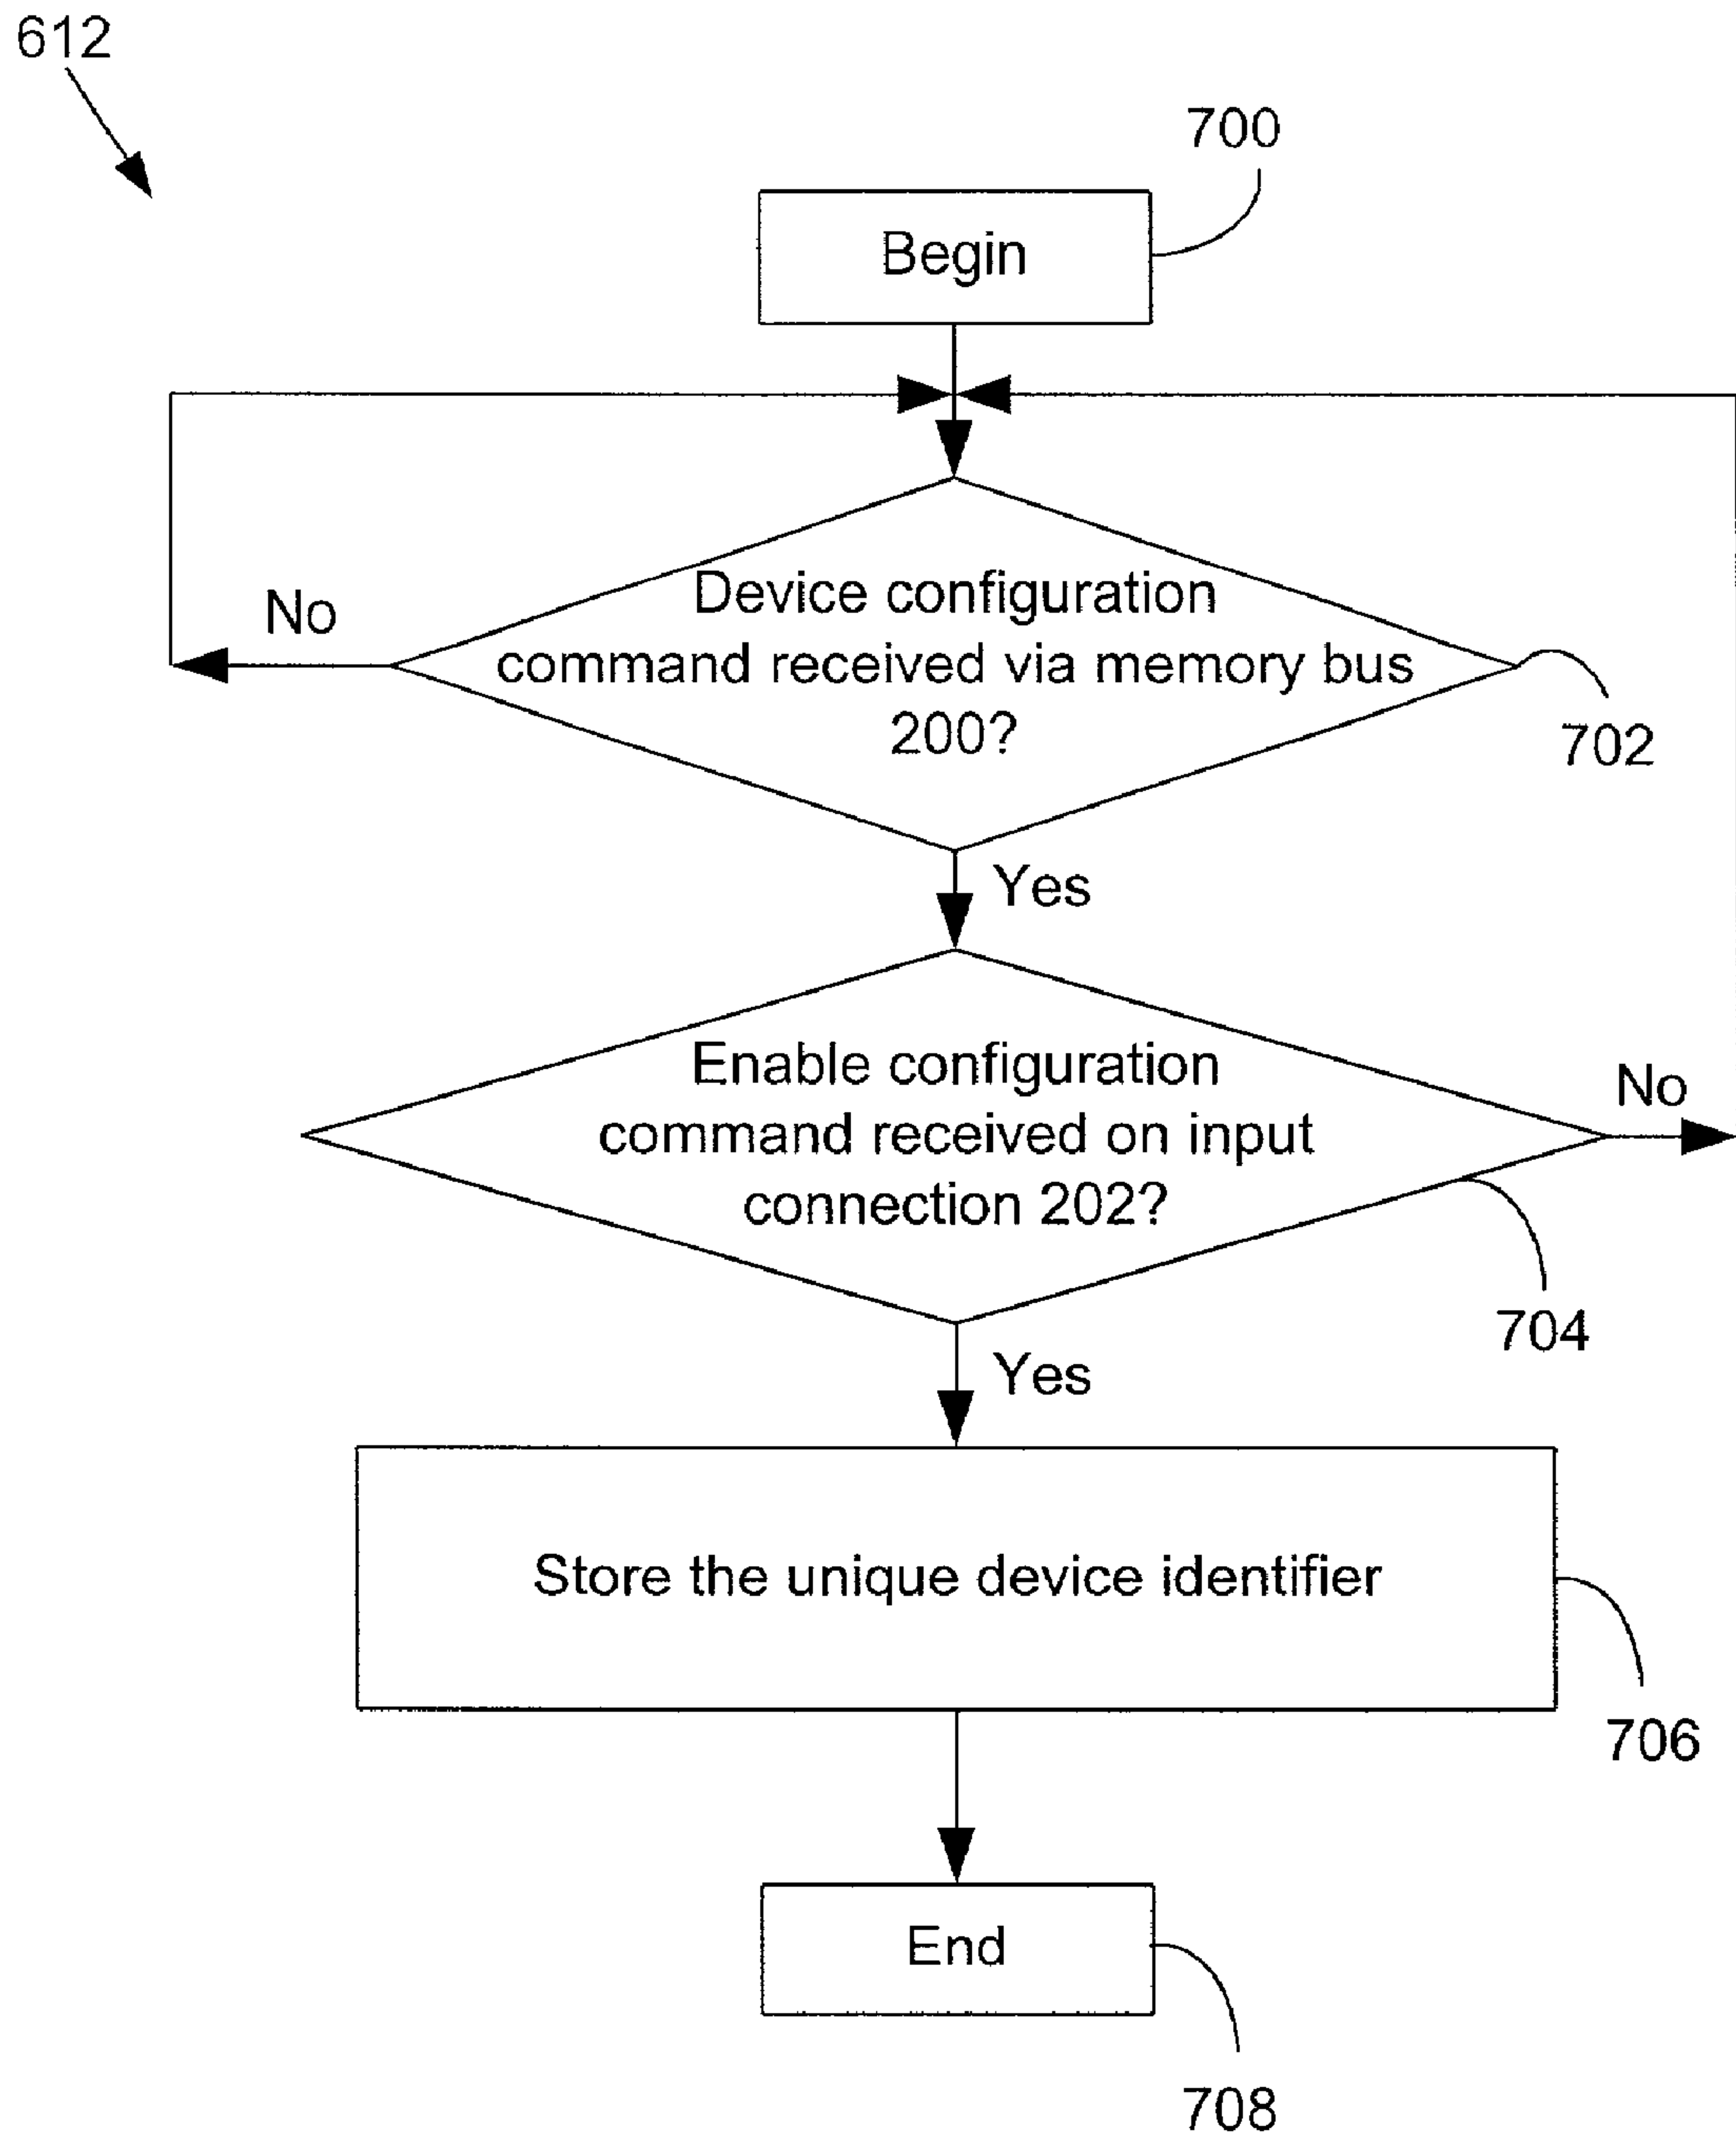 612
700
Begin
No
Device configuration
command received via memory bus
200?
702
Yes
Enable configuration
command received on input
connection 202?
No
704
Yes
Store the unique device identifier
706
End
708